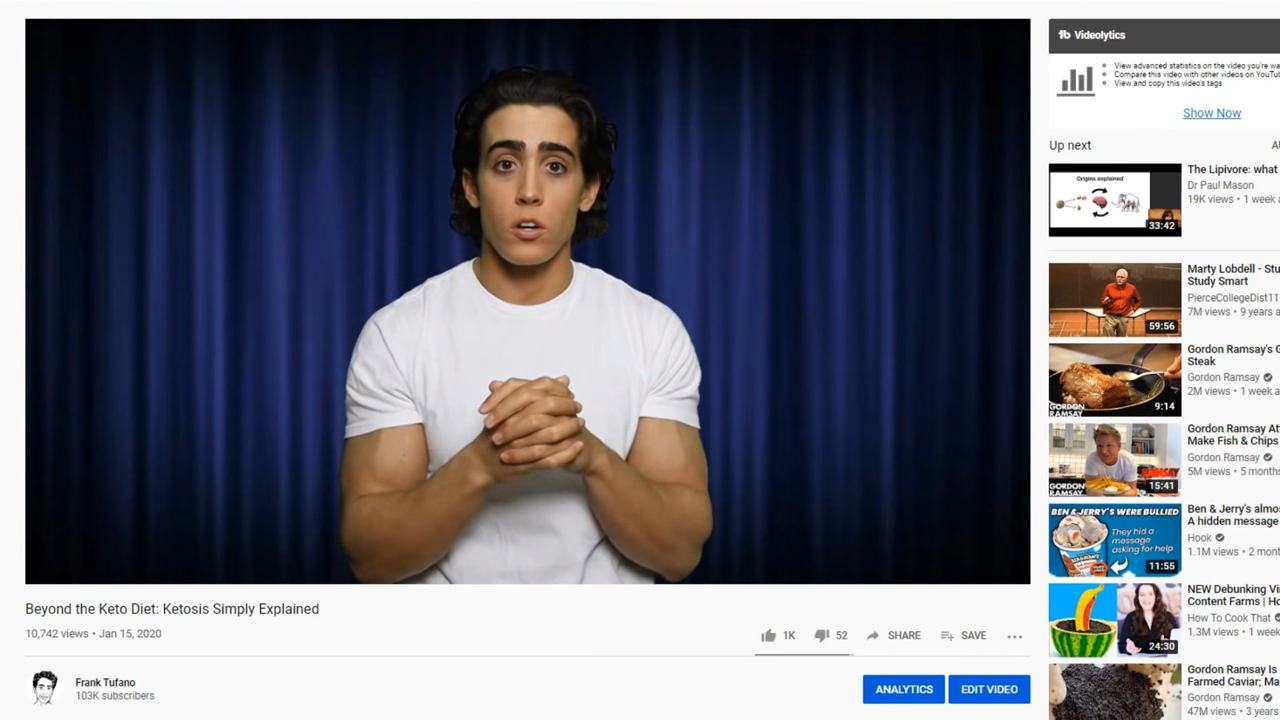 Videolytics
View advanced statistics on the video you're wa
Compare this video with other videos on YouTu
View and copy this video's tags
Show Now
Up next
AU
Origins explained
33:42
The Lipivore: what
Dr Paul Mason
19K views • 1 week a
59:56
Marty Lobdell - Stu
Study Smart
PierceCollegeDist11
7M views • 9 years a
GORDON
RAMSAY
9:14
Gordon Ramsay's G
Steak
Gordon Ramsay
2M views • 1 week a
GORDON
RAMSAY
RAMSAY
15:41
Gordon Ramsay At
Make Fish & Chips
Gordon Ramsay
5M views • 5 months
BEN & JERRY'S WERE BULLIED
They hid a
message
asking for help
11:55
Ben & Jerry's almo
A hidden message
Hook
1.1M views • 2 mont
24:30
NEW Debunking Vi
Content Farms | Ho
How To Cook That
1.3M views • 1 week
Gordon Ramsay Is
Farmed Caviar; Ma
Gordon Ramsay
47M views • 3 years
Beyond the Keto Diet: Ketosis Simply Explained
10,742 views • Jan 15, 2020
1K
52
SHARE
SAVE
Frank Tufano
103K subscribers
ANALYTICS
EDIT VIDEO